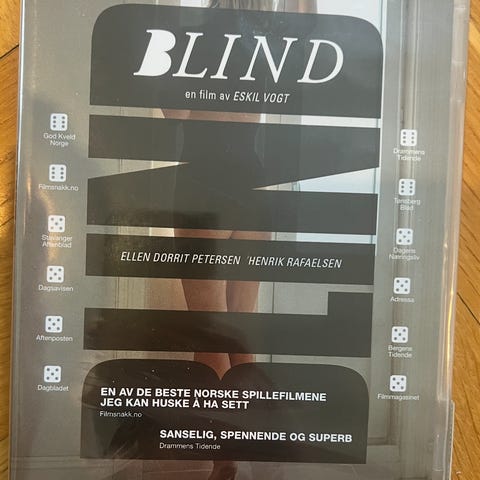 BLIND
en film av ESKIL VOGT
God Kveld
Norge
Filmsnakk.no
Stavanger
Aftenblad
Dagsavisen
Aftenposten
Dagbladet
Drammens
Tidende
Tønsberg
Blad
Dagens
Næringsliv
Adressa
Bergens
Tidende
Filmmagasinet
BLIND
ELLEN DORRIT PETERSEN HENRIK RAFAELSEN
EN AV DE BESTE NORSKE SPILLEFILMENE
JEG KAN HUSKE Å HA SETT
Filmsnakk.no
SANSELIG, SPENNENDE OG SUPERB
Drammens Tidende